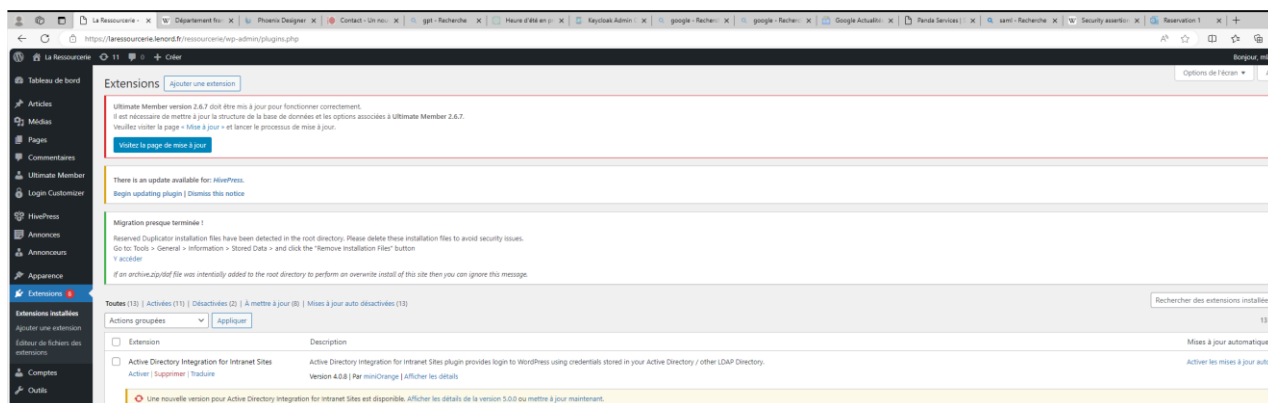 La Ressourcerie -
Département
Phoenix Designer
Contact - Un nou
gpt - Recherche
Heure d'été en
Keycloak Admin
google - Recherc
google - Recherc
Google Actualité
Panda Services
saml - Recherche
Security assertion
Reservation 1
https://laressourcerie.lenord.fr/ressourcerie/wp-admin/plugins.php
La Ressourcerie 11 0 + Créer
Bonjour,
Tableau de bord
Articles
Médias
Pages
Commentaires
Ultimate Member
Login Customizer
HivePress
Annonces
Annonceurs
Apparence
Extensions
Extensions installées
Ajouter une extension
Éditeur de fichiers des
extensions
Comptes
Outils
Options de l'écran
Extensions Ajouter une extension
Ultimate Member version 2.6.7 doit être mis à jour pour fonctionner correctement.
Il est nécessaire de mettre à jour la structure de la base de données et les options associées à Ultimate Member 2.6.7.
Veuillez visiter la page « Mise à jour » et lancer le processus de mise à jour.
Visitez la page de mise à jour
There is an update available for: HivePress.
Begin updating plugin | Dismiss this notice
Migration presque terminée !
Reserved Duplicator installation files have been detected in the root directory. Please delete these installation files to avoid security issues.
Go to: Tools > General > Information > Stored Data > and click the "Remove Installation Files" button
Y accéder
If an archive.zip/daf file was intentially added to the root directory to perform an overwrite install of this site then you can ignore this message.
Toutes (13) | Activées (11) | Désactivées (2) | À mettre à jour (8) | Mises à jour auto désactivées (13)
Rechercher des extensions installée
Actions groupées Appliquer
13
Extension Description Mises à jour automatique
Active Directory Integration for Intranet Sites
Activer | Supprimer | Traduire
Active Directory Integration for Intranet Sites plugin provides login to WordPress using credentials stored in your Active Directory / other LDAP Directory.
Version 4.0.8 | Par miniOrange | Afficher les détails
Activer les mises à jour auto
Une nouvelle version pour Active Directory Integration for Intranet Sites est disponible. Afficher les détails de la version 5.0.0 ou mettre à jour maintenant.